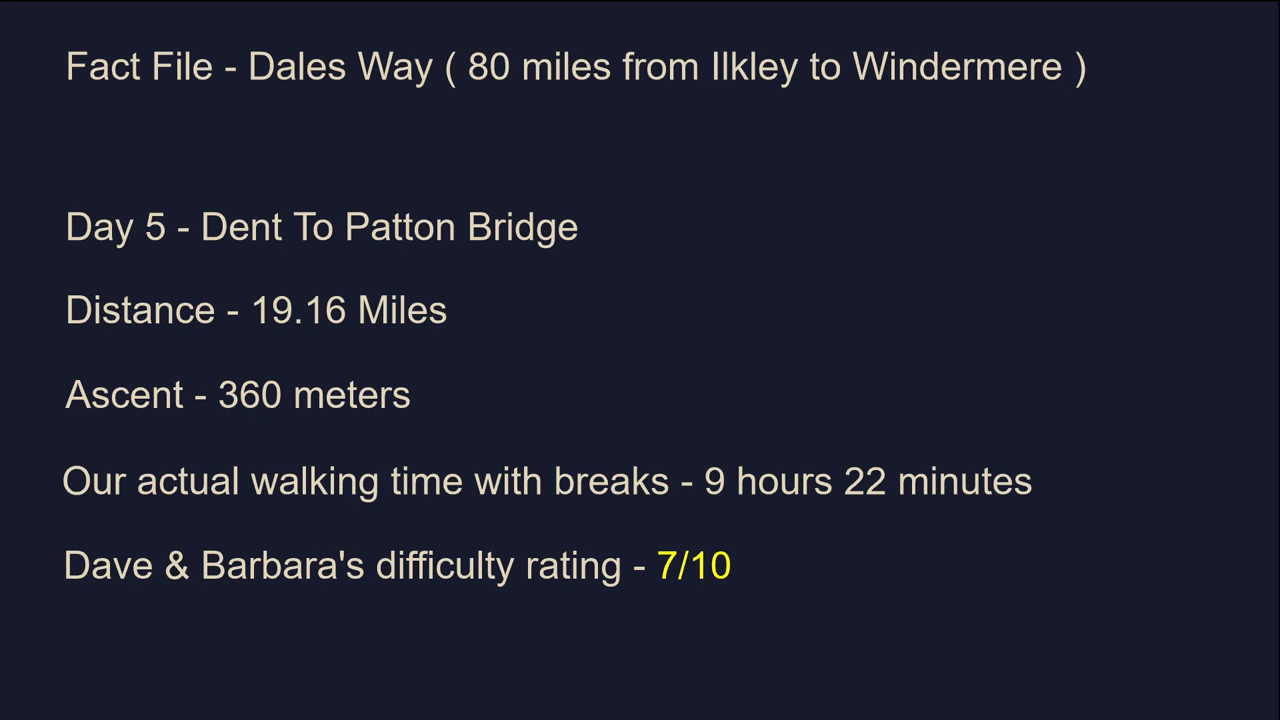 Fact File - Dales Way ( 80 miles from Ilkley to Windermere )
Day 5 - Dent To Patton Bridge
Distance - 19.16 Miles
Ascent - 360 meters
Our actual walking time with breaks - 9 hours 22 minutes
Dave & Barbara's difficulty rating - 7/10